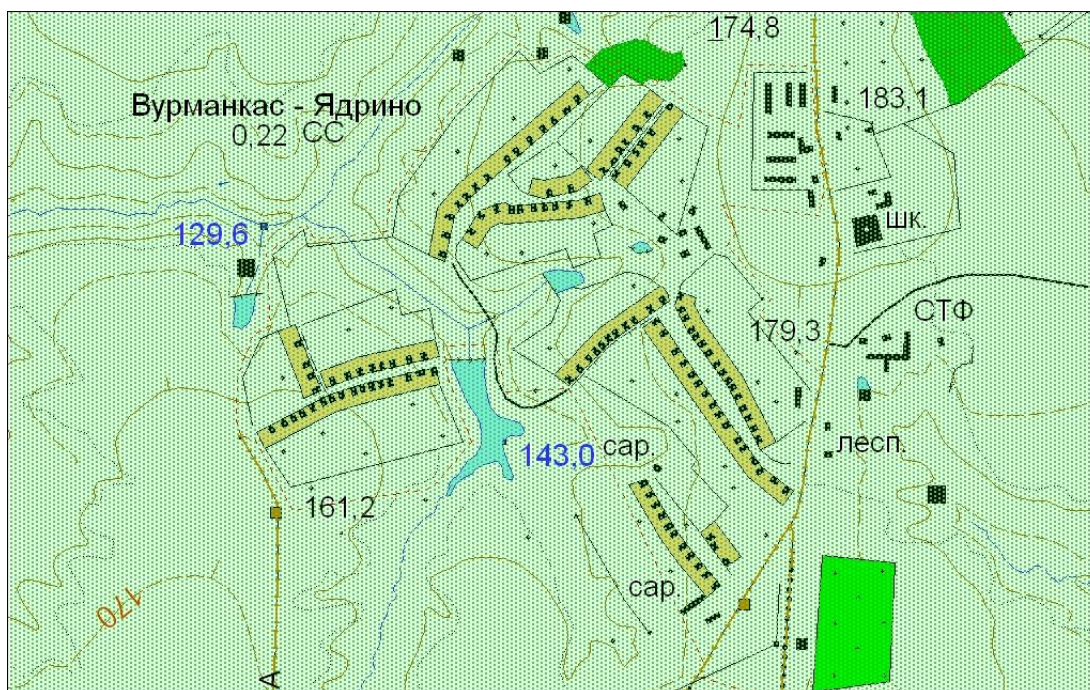 174,8
183,1
Вурманкас - Ядрино
0.22 СС
шк.
129,6
СТФ
179,3
143,0
сар.
лесп.
161,2
сар.
170
А